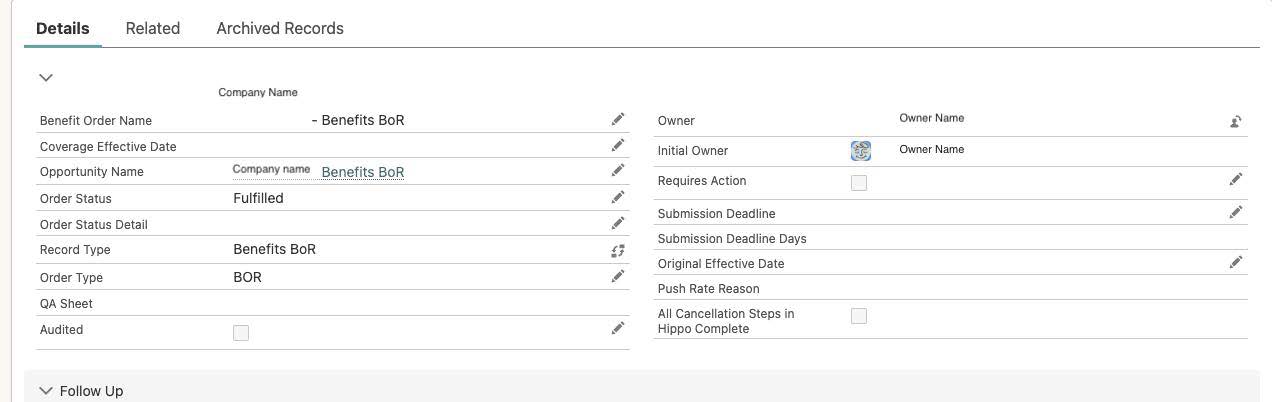 Details Related Archived Records
Company Name
Benefit Order Name - Benefits BoR
Coverage Effective Date
Opportunity Name Company name Benefits BoR
Order Status Fulfilled
Order Status Detail
Record Type Benefits BoR
Order Type BOR
QA Sheet
Audited
Owner Owner Name
Initial Owner Owner Name
Requires Action
Submission Deadline
Submission Deadline Days
Original Effective Date
Push Rate Reason
All Cancellation Steps in
Hippo Complete
Follow Up